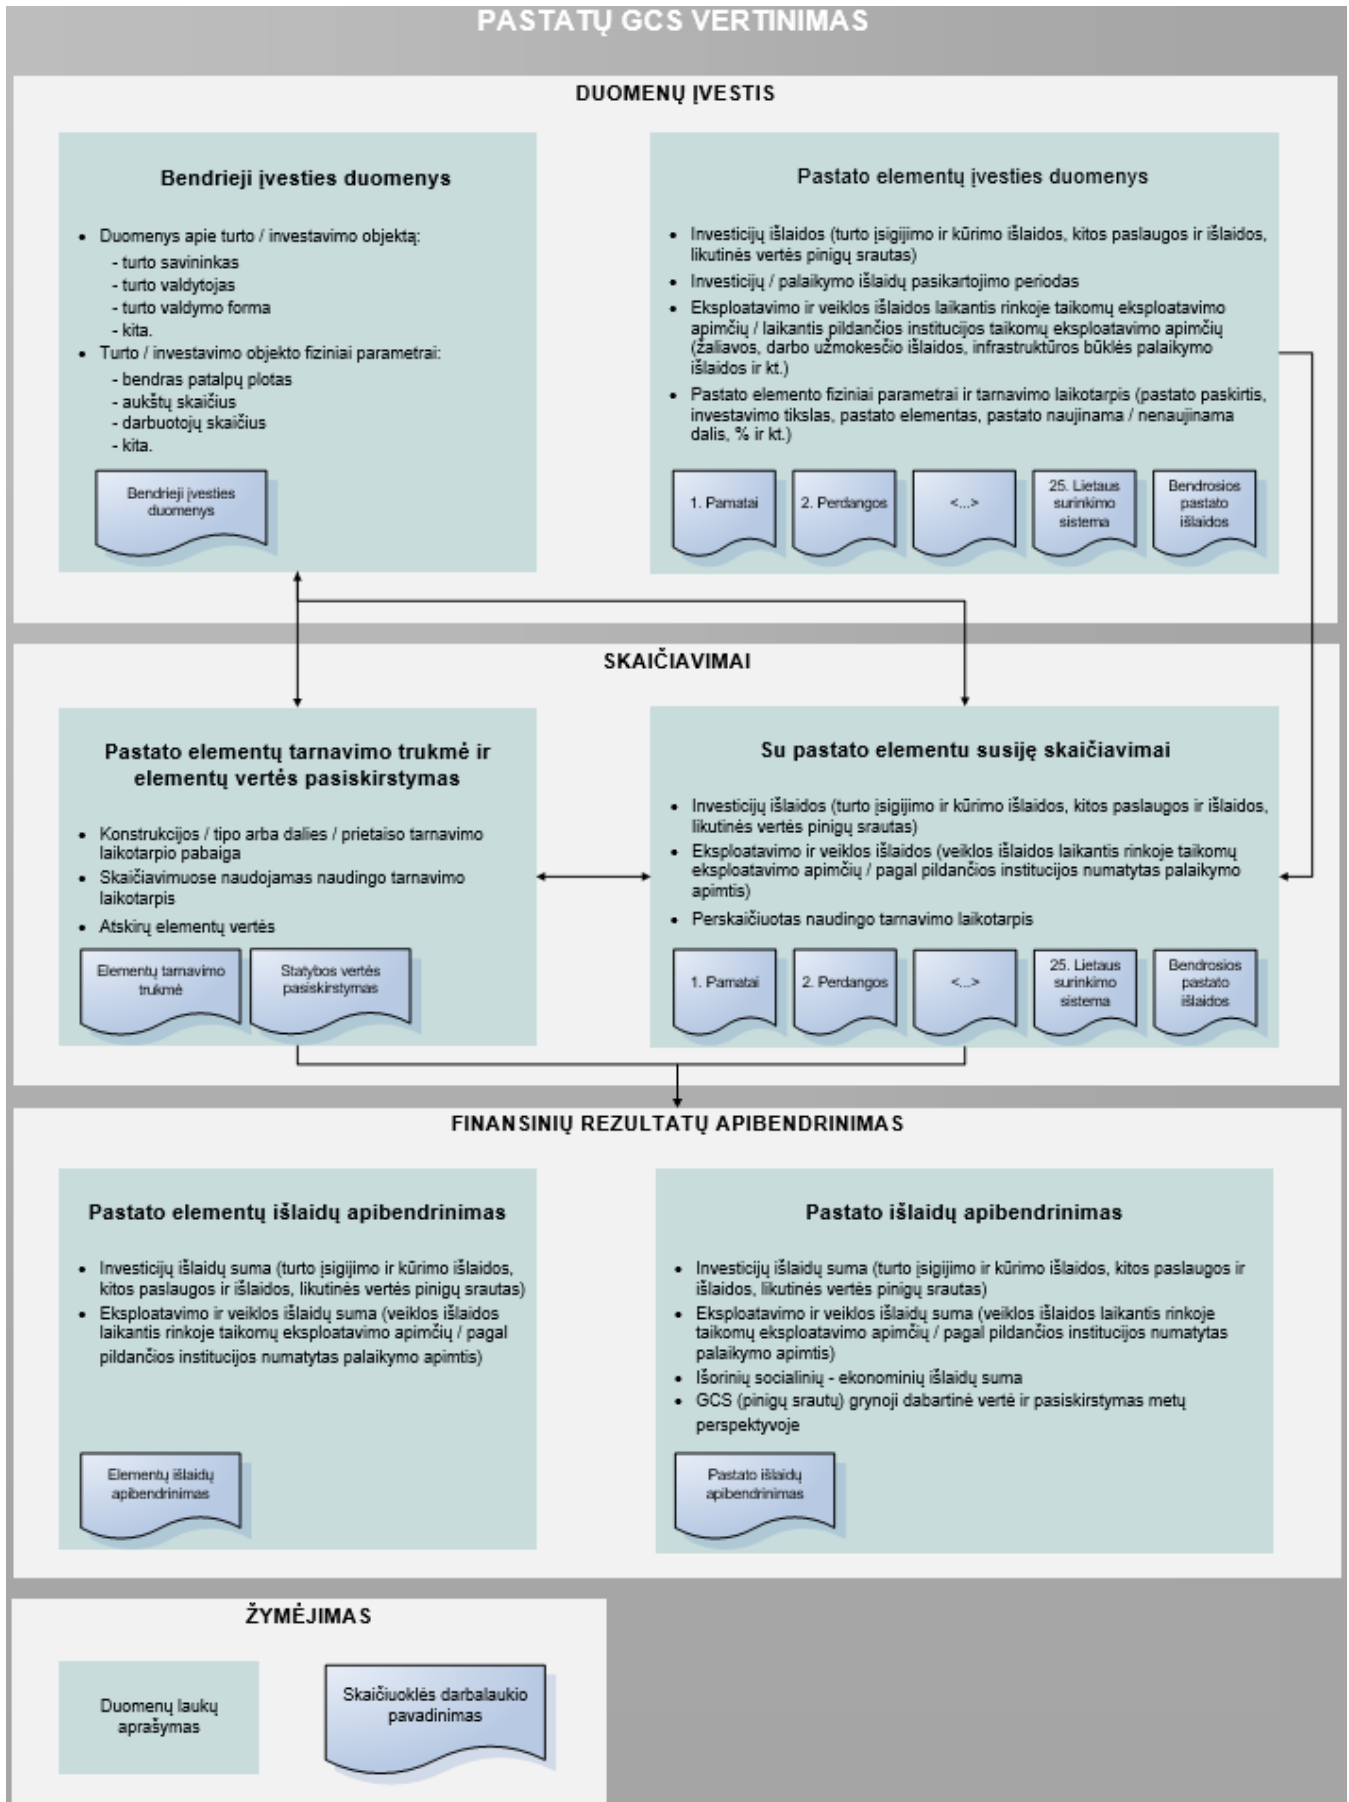 PASTATŲ GCS VERTINIMAS
DUOMENŲ ĮVESTIS
Bendrieji įvesties duomenys
• Duomenys apie turto / investavimo objektą:
- turto savininkas
- turto valdytojas
- turto valdymo forma
- kita.
• Turto / investavimo objekto fiziniai parametrai:
- bendras patalpų plotas
- aukštų skaičius
- darbuotojų skaičius
- kita.
Bendrieji įvesties
duomenys
Pastato elementų įvesties duomenys
• Investicijų išlaidos (turto įsigijimo ir kūrimo išlaidos, kitos paslaugos ir išlaidos,
likutinės vertės pinigų srautas)
• Investicijų / palaikymo išlaidų pasikartojimo periodas
• Eksploatavimo ir veiklos išlaidos laikantis rinkoje taikomų eksploatavimo
apimčių / laikantis pildančios institucijos taikomų eksploatavimo apimčių
(žaliavos, darbo užmokesčio išlaidos, infrastruktūros būklės palaikymo
išlaidos ir kt.)
• Pastato elemento fiziniai parametrai ir tarnavimo laikotarpis (pastato paskirtis,
investavimo tikslas, pastato elementas, pastato naujinama / nenaujinama
dalis, % ir kt.)
1. Pamatai
2. Perdangos
<...>
25. Lietaus
surinkimo
sistema
Bendrosios
pastato
išlaidos
SKAIČIAVIMAI
Pastato elementų tarnavimo trukmė ir
elementų vertės pasiskirstymas
• Konstrukcijos / tipo arba dalies / prietaiso tarnavimo
laikotarpio pabaiga
• Skaičiavimuose naudojamas naudingo tarnavimo
laikotarpis
• Atskirų elementų vertės
Elementų tarnavimo
trukmė
Statybos vertės
pasiskirstymas
Su pastato elementu susiję skaičiavimai
• Investicijų išlaidos (turto įsigijimo ir kūrimo išlaidos, kitos paslaugos ir išlaidos,
likutinės vertės pinigų srautas)
• Eksploatavimo ir veiklos išlaidos (veiklos išlaidos laikantis rinkoje taikomų
eksploatavimo apimčių / pagal pildančios institucijos numatytas palaikymo
apimtis)
• Perskaičiuotas naudingo tarnavimo laikotarpis
1. Pamatai
2. Perdangos
<...>
25. Lietaus
surinkimo
sistema
Bendrosios
pastato
išlaidos
FINANSINIŲ REZULTATŲ APIBENDRINIMAS
Pastato elementų išlaidų apibendrinimas
• Investicijų išlaidų suma (turto įsigijimo ir kūrimo išlaidos,
kitos paslaugos ir išlaidos, likutinės vertės pinigų srautas)
• Eksploatavimo ir veiklos išlaidų suma (veiklos išlaidos
laikantis rinkoje taikomų eksploatavimo apimčių / pagal
pildančios institucijos numatytas palaikymo apimtis)
Elementų išlaidų
apibendrinimas
Pastato išlaidų apibendrinimas
• Investicijų išlaidų suma (turto įsigijimo ir kūrimo išlaidos, kitos paslaugos ir
išlaidos, likutinės vertės pinigų srautas)
• Eksploatavimo ir veiklos išlaidų suma (veiklos išlaidos laikantis rinkoje
taikomų eksploatavimo apimčių / pagal pildančios institucijos numatytas
palaikymo apimtis)
• Išorinių socialinių - ekonominių išlaidų suma
• GCS (pinigų srautų) grynoji dabartinė vertė ir pasiskirstymas metų
perspektyvoje
Pastato išlaidų
apibendrinimas
ŽYMĖJIMAS
Duomenų laukų
aprašymas
Skaičiuoklės darbalaukio
pavadinimas